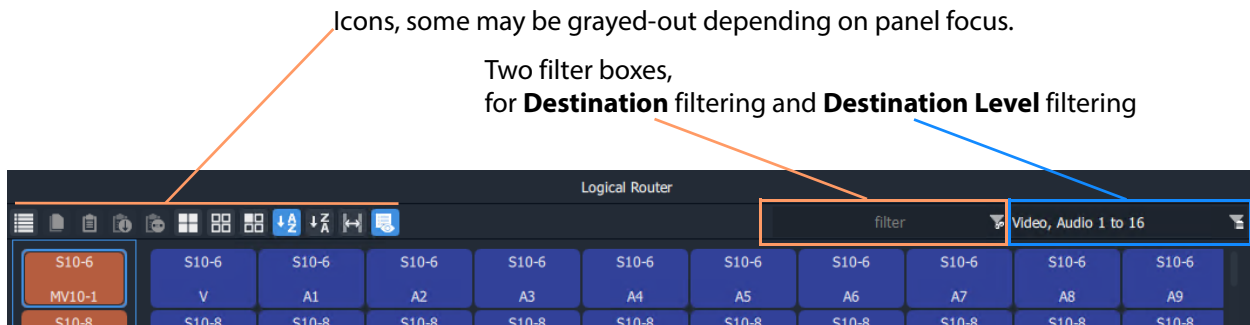 Icons, some may be grayed-out depending on panel focus.
Two filter boxes,
for Destination filtering and Destination Level filtering
Logical Router
filter Video, Audio 1 to 16
S10-6 S10-6 S10-6 S10-6 S10-6 S10-6 S10-6 S10-6 S10-6 S10-6 S10-6
MV10-1 V A1 A2 A3 A4 A5 A6 A7 A8 A9
S10-8 S10-8 S10-8 S10-8 S10-8 S10-8 S10-8 S10-8 S10-8 S10-8 S10-8